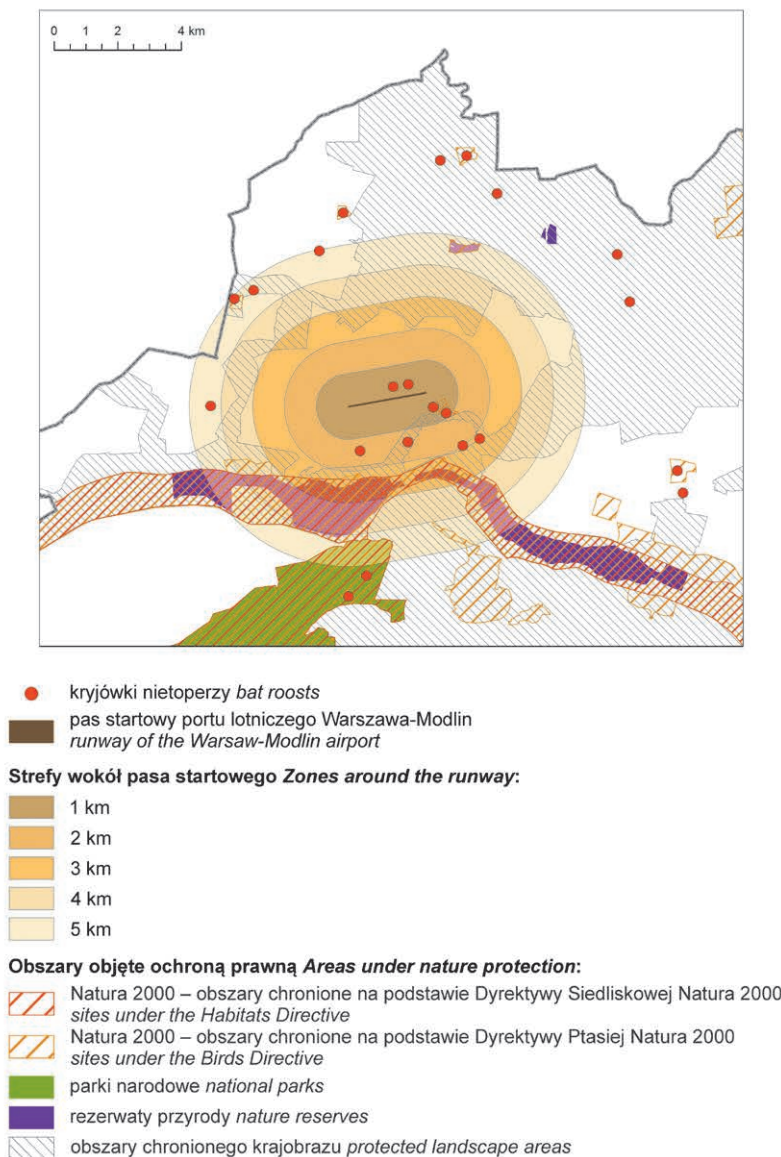 0 2 4 km
kryjówki nietoperzy bat roosts
pas startowy portu lotniczego Warszawa-Modlin
runway of the Warsaw-Modlin airport
Strefy wokół pasa startowego Zones around the runway:
1 km
2 km
3 km
4 km
5 km
Obszary objęte ochroną prawną Areas under nature protection:
Natura 2000 – obszary chronione na podstawie Dyrektywy Siedliskowej Natura 2000
sites under the Habitats Directive
Natura 2000 – obszary chronione na podstawie Dyrektywy Ptasiej Natura 2000
sites under the Birds Directive
parki narodowe national parks
rezerwaty przyrody nature reserves
obszary chronionego krajobrazu protected landscape areas